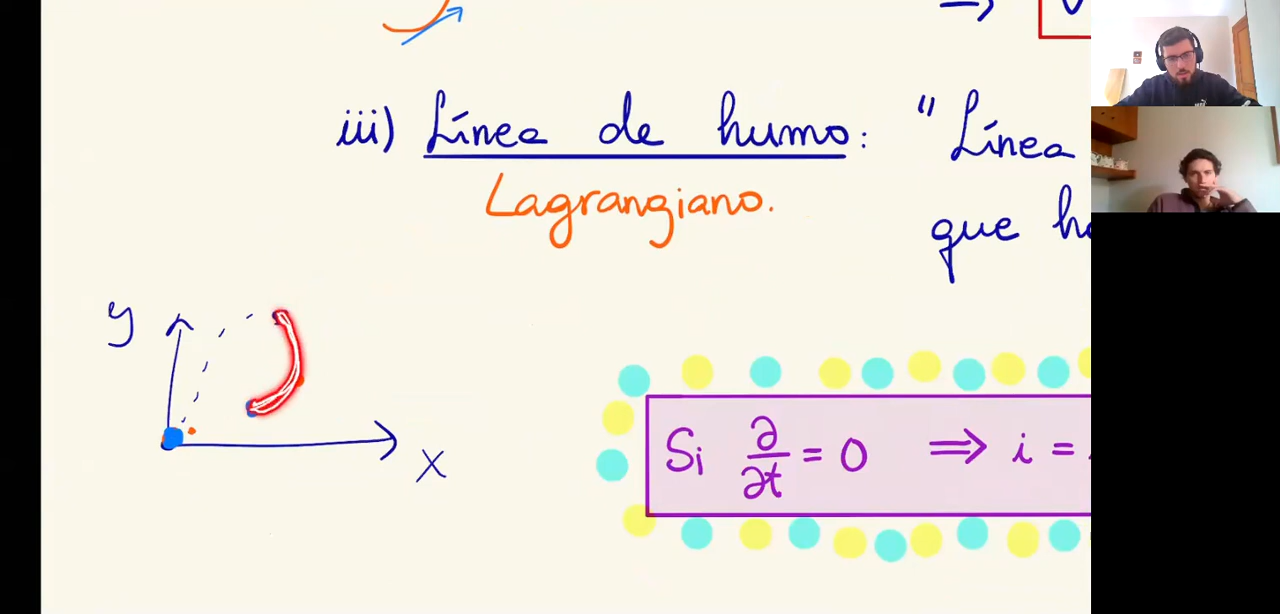 ⇒
iii) Línea de humo: "Línea
Lagrangiano. que
y
x
Si ∂/∂t = 0 ⇒ i =